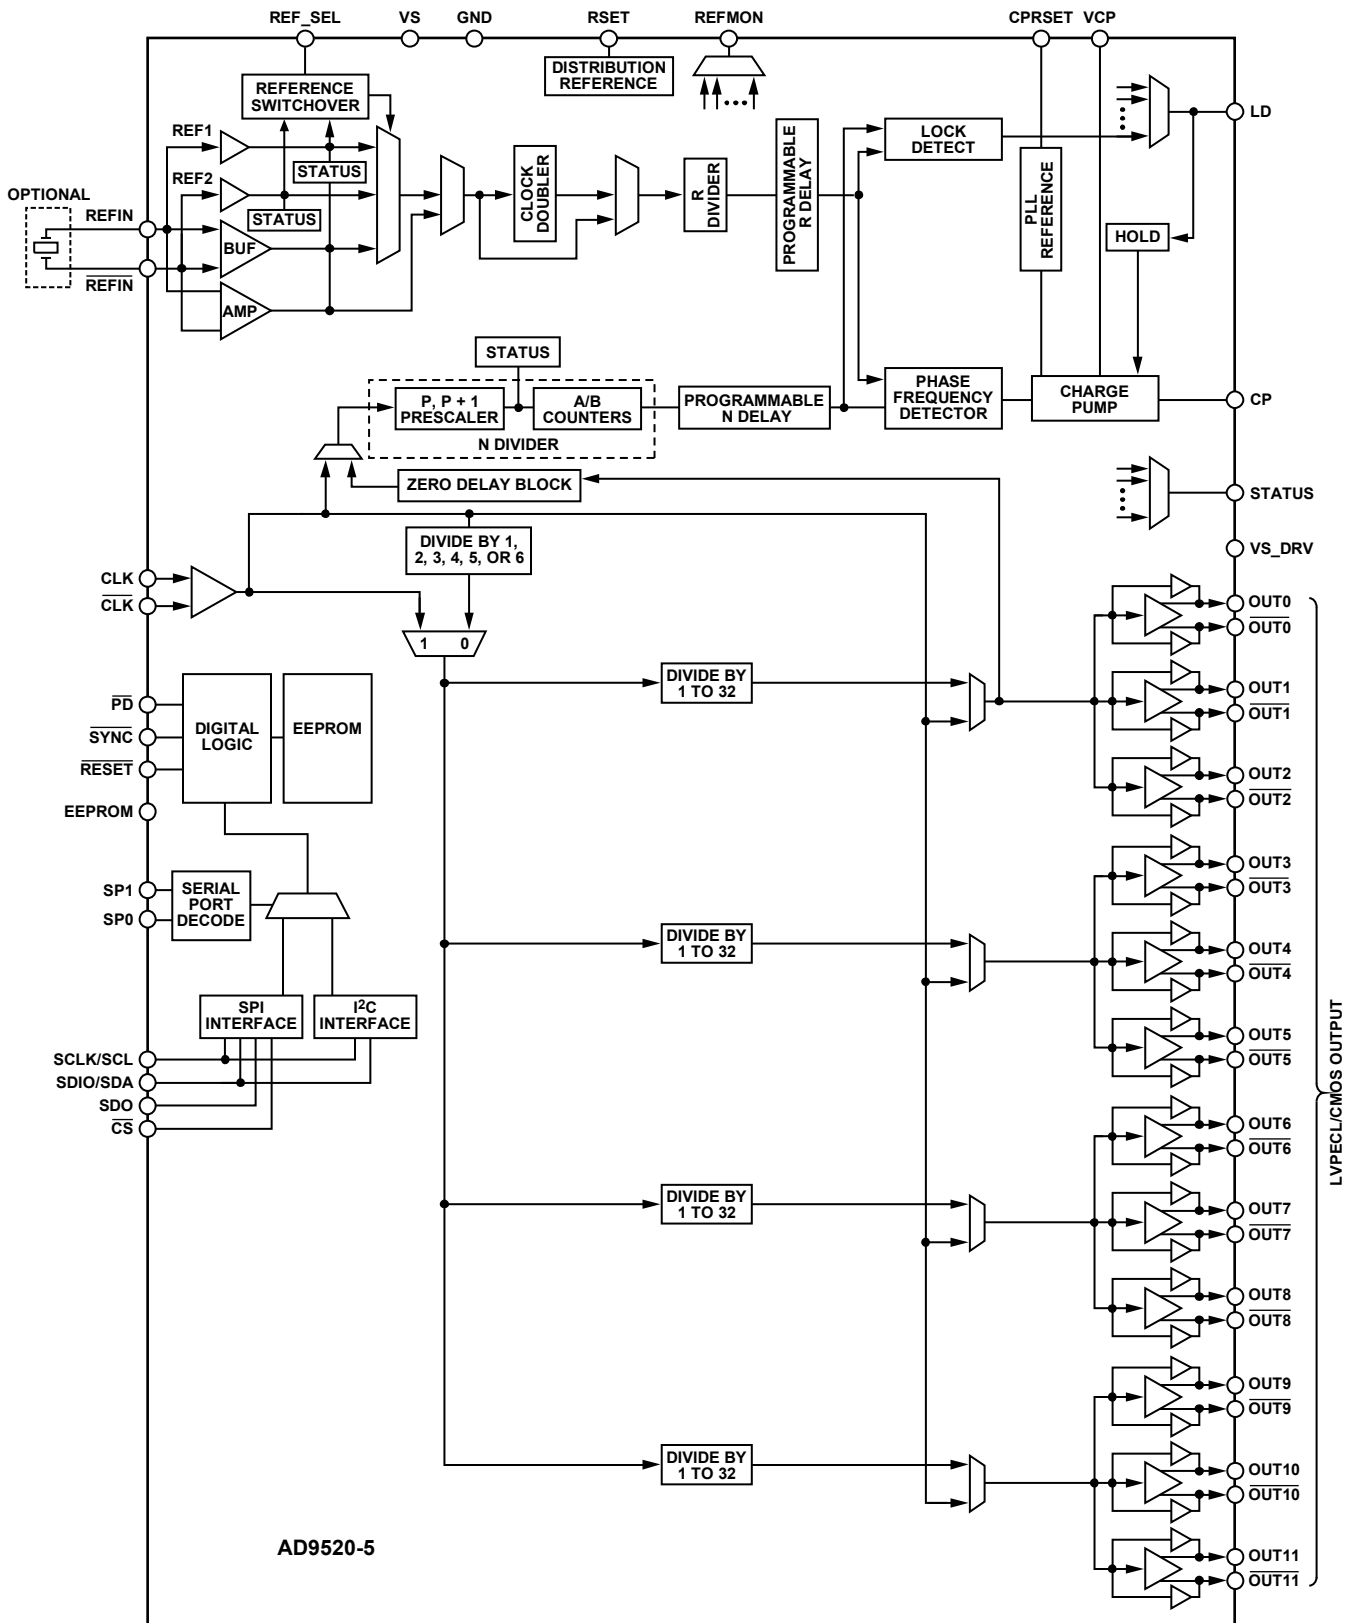 REF_SEL VS GND RSET REFMON CPRSET VCP
REFERENCE
SWITCHOVER
DISTRIBUTION
REFERENCE
LD
REF1
REF2
STATUS
STATUS
BUF
AMP
OPTIONAL
REFIN
REFIN
CLOCK
DOUBLER
R
DIVIDER
PROGRAMMABLE
R DELAY
LOCK
DETECT
PLL
REFERENCE
HOLD
STATUS
P, P + 1
PRESCALER
A/B
COUNTERS
N DIVIDER
PROGRAMMABLE
N DELAY
PHASE
FREQUENCY
DETECTOR
CHARGE
PUMP
CP
ZERO DELAY BLOCK
STATUS
VS_DRV
DIVIDE BY 1,
2, 3, 4, 5, OR 6
CLK
CLK
1 0
DIVIDE BY
1 TO 32
DIVIDE BY
1 TO 32
DIVIDE BY
1 TO 32
DIVIDE BY
1 TO 32
PD
SYNC
RESET
EEPROM
DIGITAL
LOGIC
EEPROM
SP1
SP0
SERIAL
PORT
DECODE
SPI
INTERFACE
I2C
INTERFACE
SCLK/SCL
SDIO/SDA
SDO
CS
OUT0
OUT0
OUT1
OUT1
OUT2
OUT2
OUT3
OUT3
OUT4
OUT4
OUT5
OUT5
OUT6
OUT6
OUT7
OUT7
OUT8
OUT8
OUT9
OUT9
OUT10
OUT10
OUT11
OUT11
LVPECL/CMOS OUTPUT
AD9520-5